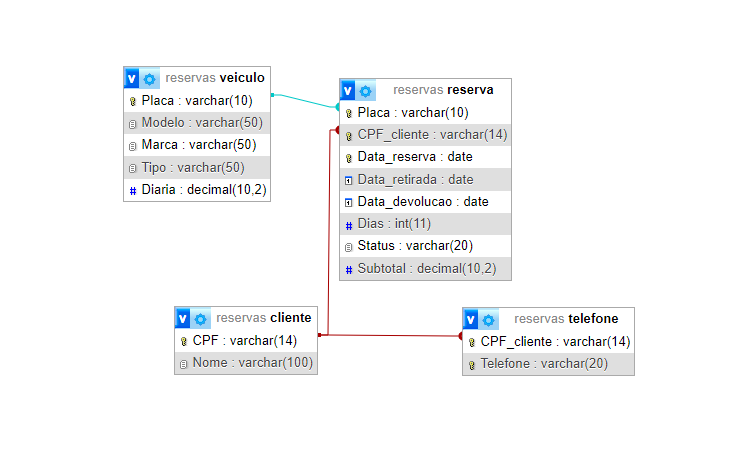 reservas veiculo
Placa : varchar(10)
Modelo : varchar(50)
Marca : varchar(50)
Tipo : varchar(50)
# Diaria : decimal(10,2)
reservas reserva
Placa : varchar(10)
CPF_cliente : varchar(14)
Data_reserva : date
Data_retirada : date
Data_devolucao : date
# Dias : int(11)
Status : varchar(20)
# Subtotal : decimal(10,2)
reservas cliente
CPF : varchar(14)
Nome : varchar(100)
reservas telefone
CPF_cliente : varchar(14)
Telefone : varchar(20)